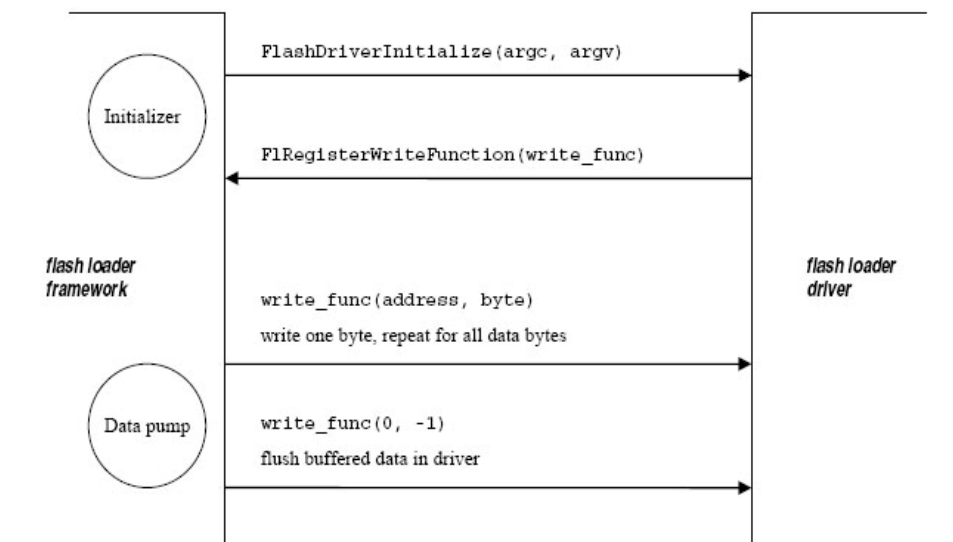 FlashDriverInitialize(argc, argv)
Initializer
FlRegisterWriteFunction(write_func)
flash loader
framework
flash loader
driver
write_func(address, byte)
write one byte, repeat for all data bytes
Data pump
write_func(0, -1)
flush buffered data in driver